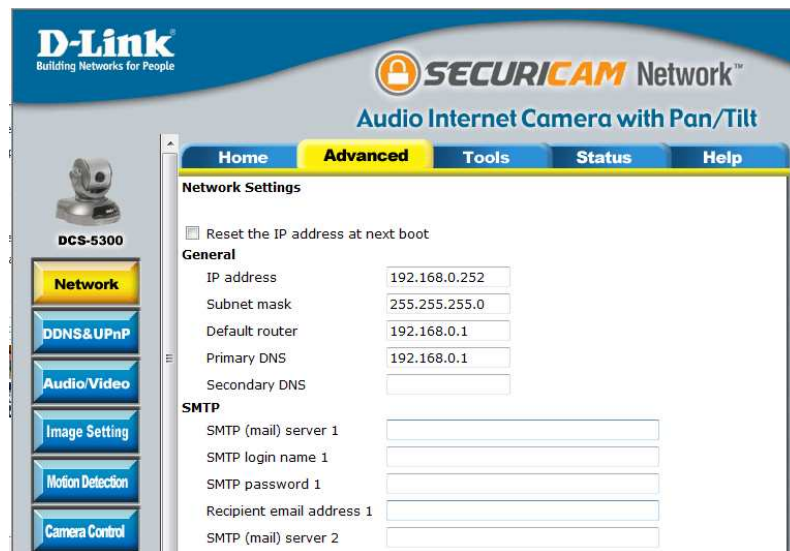 D-Link
Building Networks for People
SECURICAM Network™
Audio Internet Camera with Pan/Tilt
Home
Advanced
Tools
Status
Help
DCS-5300
Network
DDNS&UPnP
Audio/Video
Image Setting
Motion Detection
Camera Control
Network Settings
Reset the IP address at next boot
General
IP address 192.168.0.252
Subnet mask 255.255.255.0
Default router 192.168.0.1
Primary DNS 192.168.0.1
Secondary DNS
SMTP
SMTP (mail) server 1
SMTP login name 1
SMTP password 1
Recipient email address 1
SMTP (mail) server 2